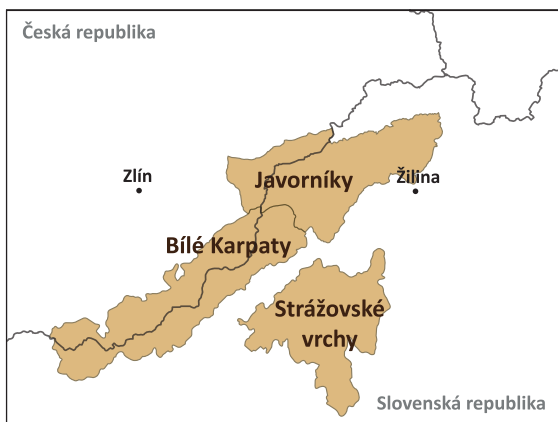 Česká republika
Zlín
Javorníky
Žilina
Bílé Karpaty
Strážovské
vrchy
Slovenská republika